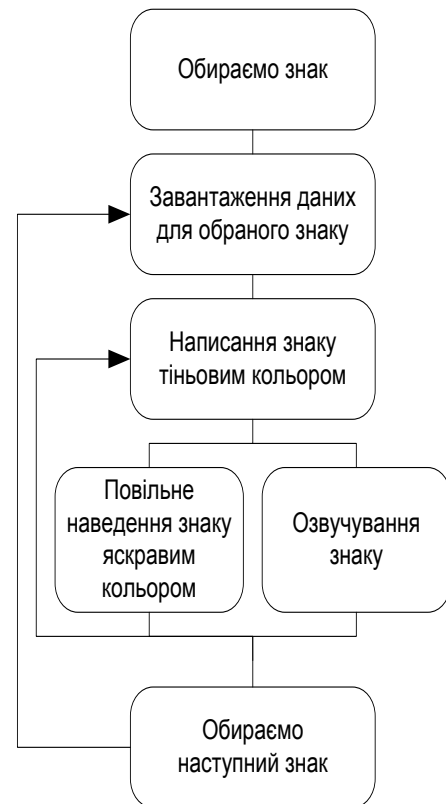 Обираємо знак
Завантаження даних
для обраного знаку
Написання знаку
тіньовим кольором
Повільне
наведення знаку
яскравим
кольором
Озвучування
знаку
Обираємо
наступний знак